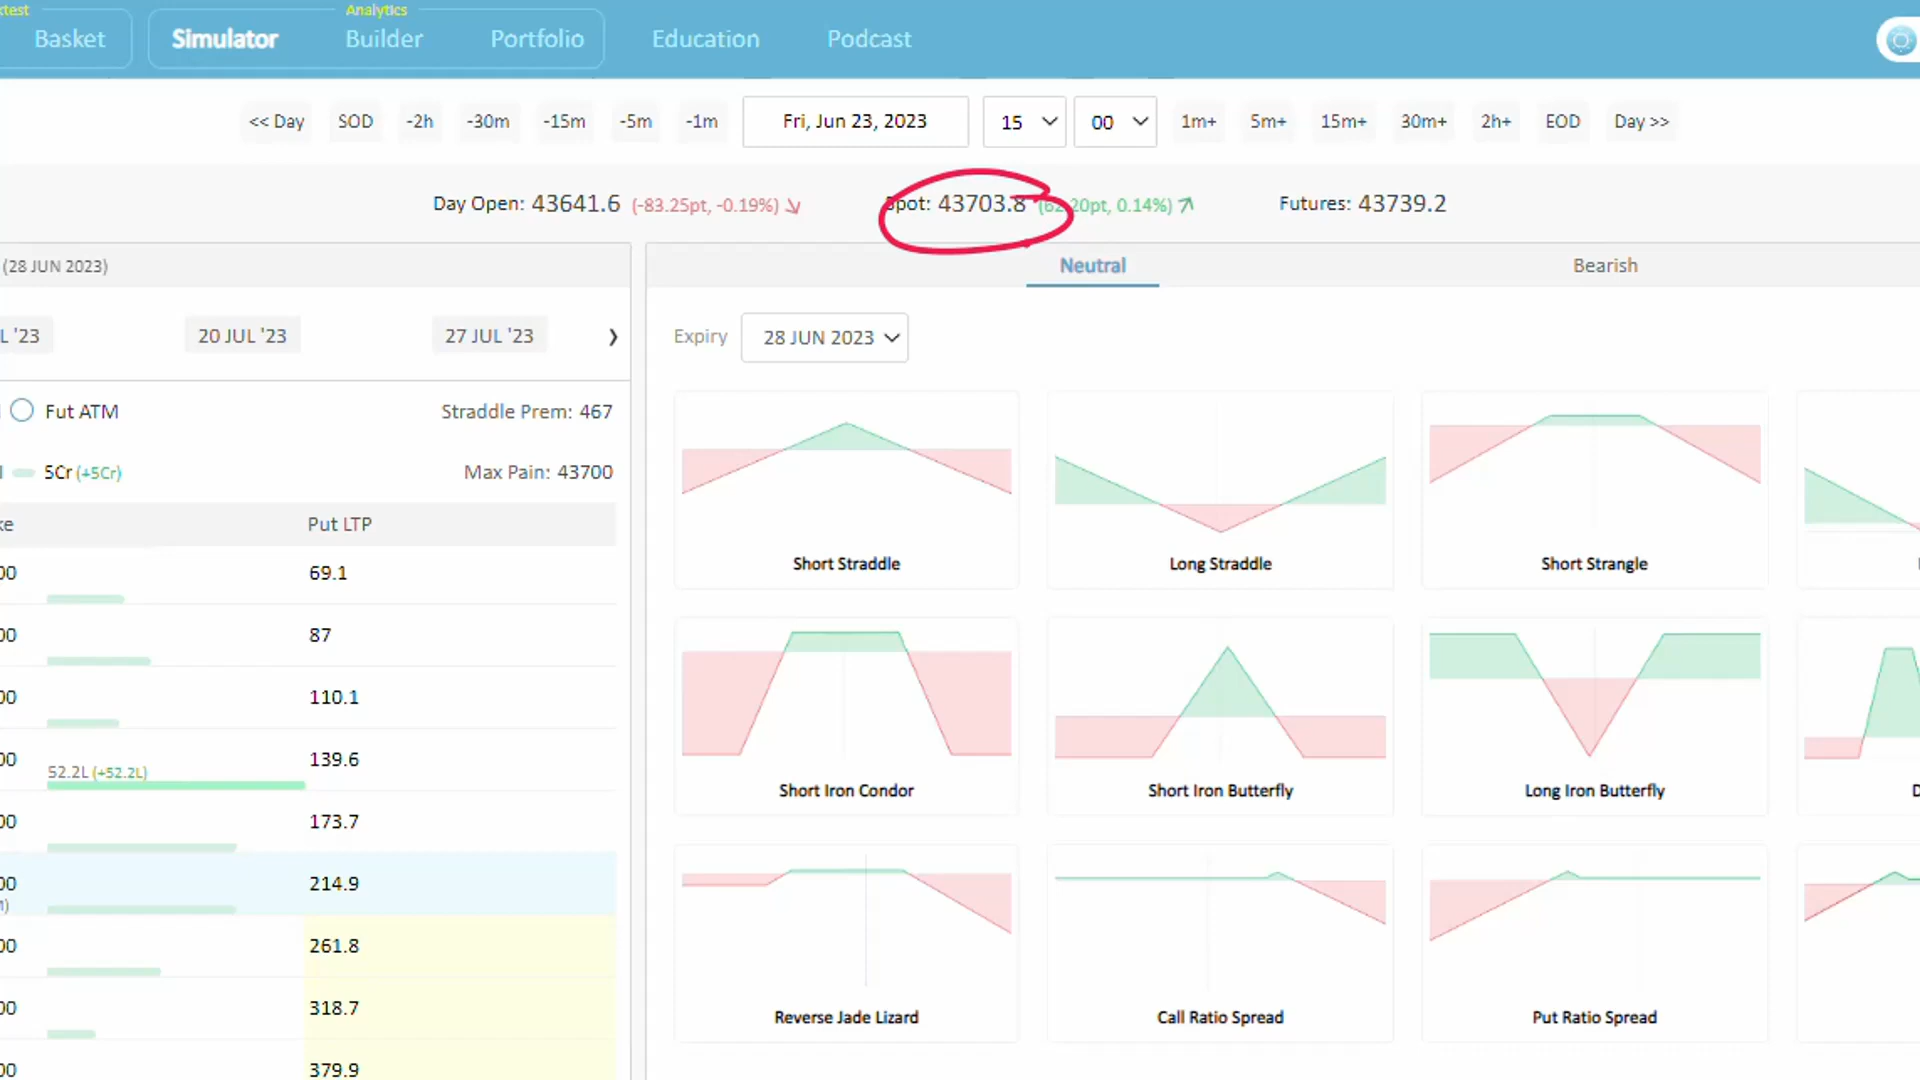 Analytics
Basket Simulator Builder Portfolio Education Podcast
<< Day SOD -2h -30m -15m -5m -1m Fri, Jun 23, 2023 15 00 1m+ 5m+ 15m+ 30m+ 2h+ EOD Day >>
Day Open: 43641.6 (-83.25pt, -0.19%) Spot: 43703.8 (62.20pt, 0.14%) Futures: 43739.2
(28 JUN 2023) Neutral Bearish
'23 20 JUL '23 27 JUL '23 ❯ Expiry 28 JUN 2023
Fut ATM Straddle Prem: 467
5Cr (+5Cr) Max Pain: 43700
Put LTP
69.1
Short Straddle Long Straddle Short Strangle
87
110.1
139.6
52.2L (+52.2L)
Short Iron Condor Short Iron Butterfly Long Iron Butterfly
173.7
214.9
261.8
318.7
Reverse Jade Lizard Call Ratio Spread Put Ratio Spread
379.9